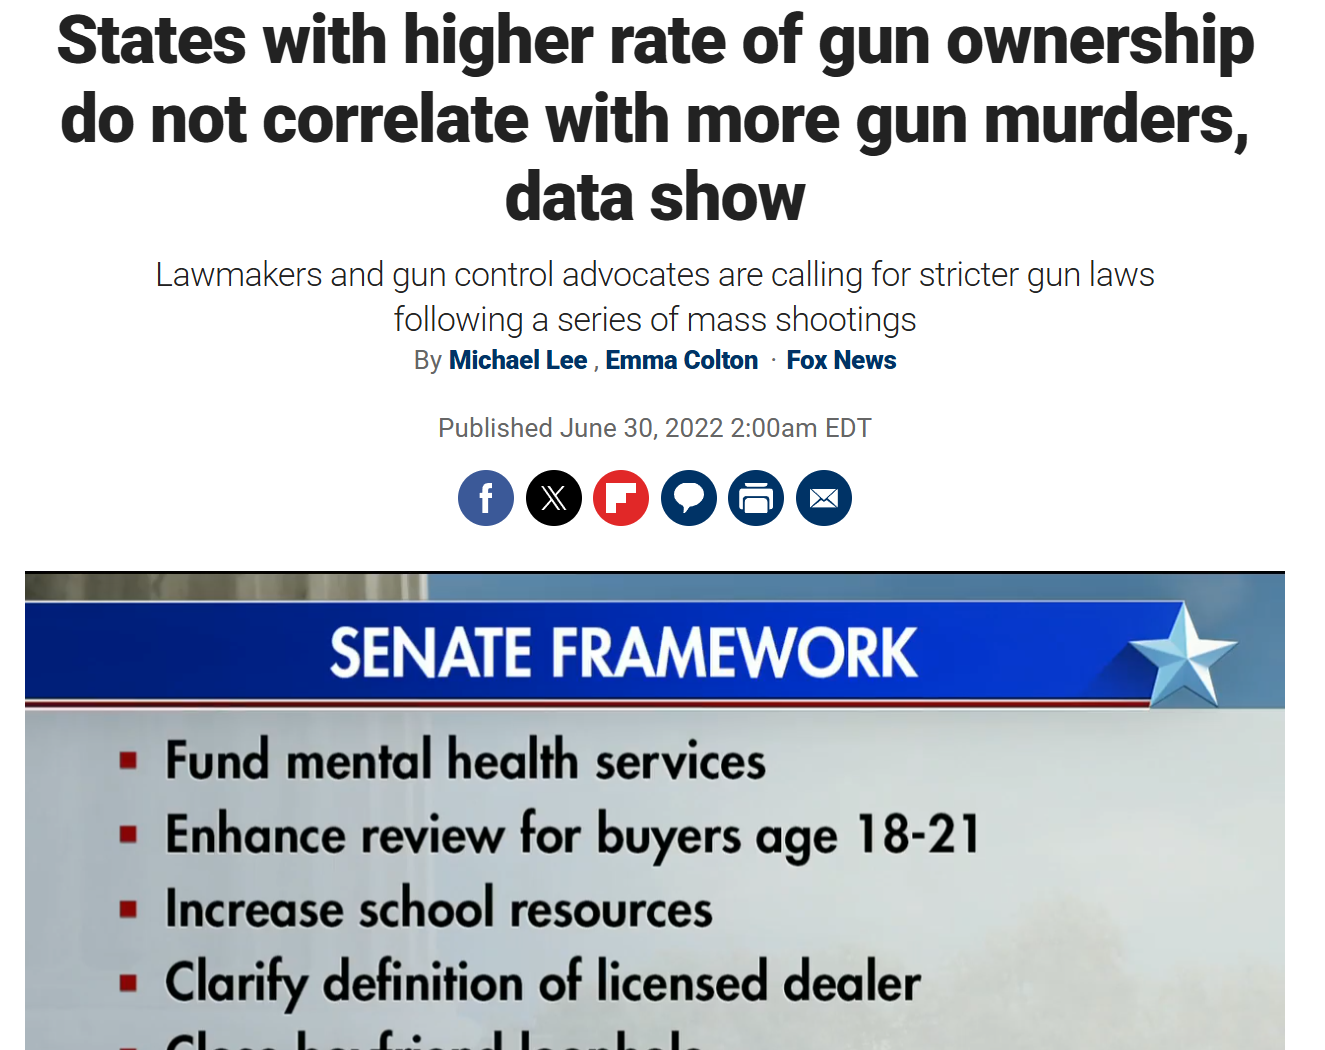 States with higher rate of gun ownership
do not correlate with more gun murders,
data show
Lawmakers and gun control advocates are calling for stricter gun laws
following a series of mass shootings
By Michael Lee , Emma Colton · Fox News
Published June 30, 2022 2:00am EDT
SENATE FRAMEWORK
Fund mental health services
Enhance review for buyers age 18-21
Increase school resources
Clarify definition of licensed dealer
Close boyfriend loophole